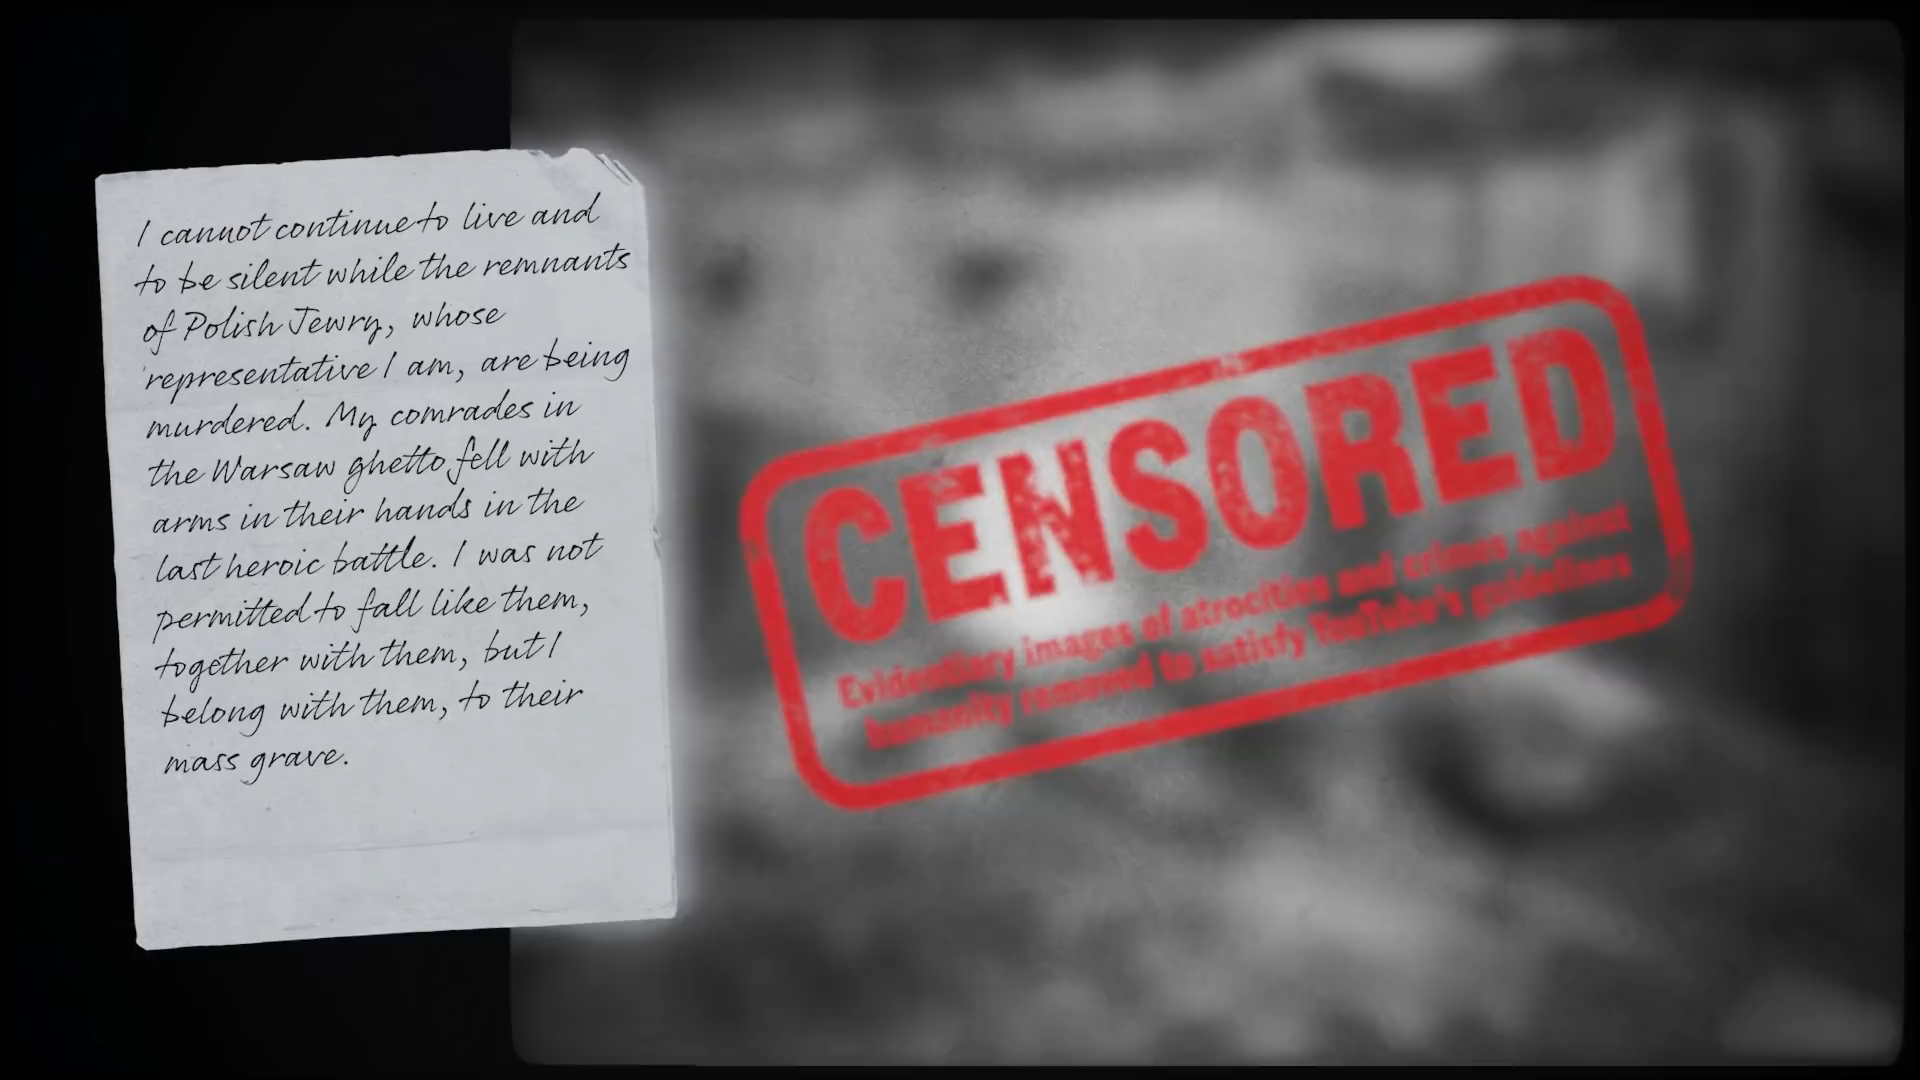 I cannot continue to live and
to be silent while the remnants
of Polish Jewry, whose
representative I am, are being
murdered. My comrades in
the Warsaw ghetto fell with
arms in their hands in the
last heroic battle. I was not
permitted to fall like them,
together with them, but I
belong with them, to their
mass grave.
CENSORED
Evidentiary images of atrocities and crimes against
humanity removed to satisfy YouTube's guidelines